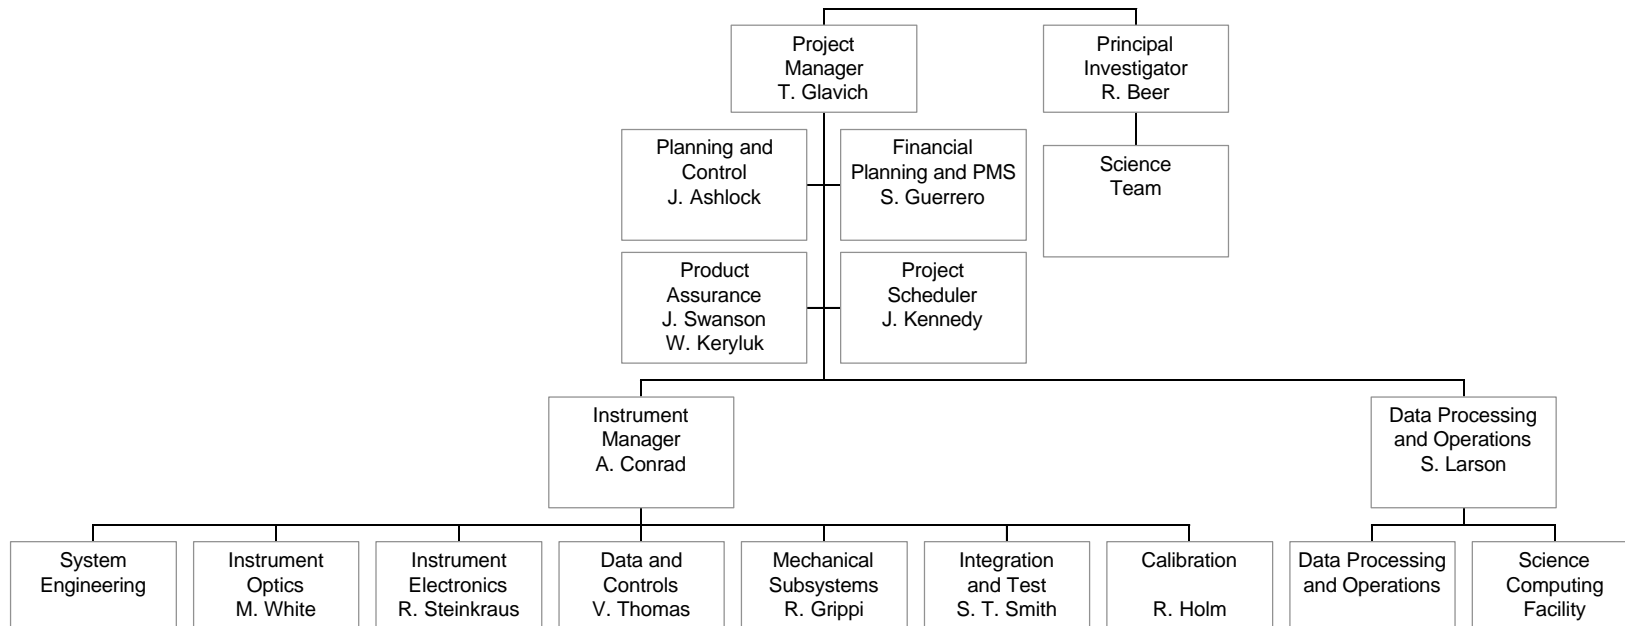 Project
Manager
T. Glavich
Principal
Investigator
R. Beer
Planning and
Control
J. Ashlock
Financial
Planning and PMS
S. Guerrero
Science
Team
Product
Assurance
J. Swanson
W. Keryluk
Project
Scheduler
J. Kennedy
Instrument
Manager
A. Conrad
Data Processing
and Operations
S. Larson
System
Engineering
Instrument
Optics
M. White
Instrument
Electronics
R. Steinkraus
Data and
Controls
V. Thomas
Mechanical
Subsystems
R. Grippi
Integration
and Test
S. T. Smith
Calibration
R. Holm
Data Processing
and Operations
Science
Computing
Facility